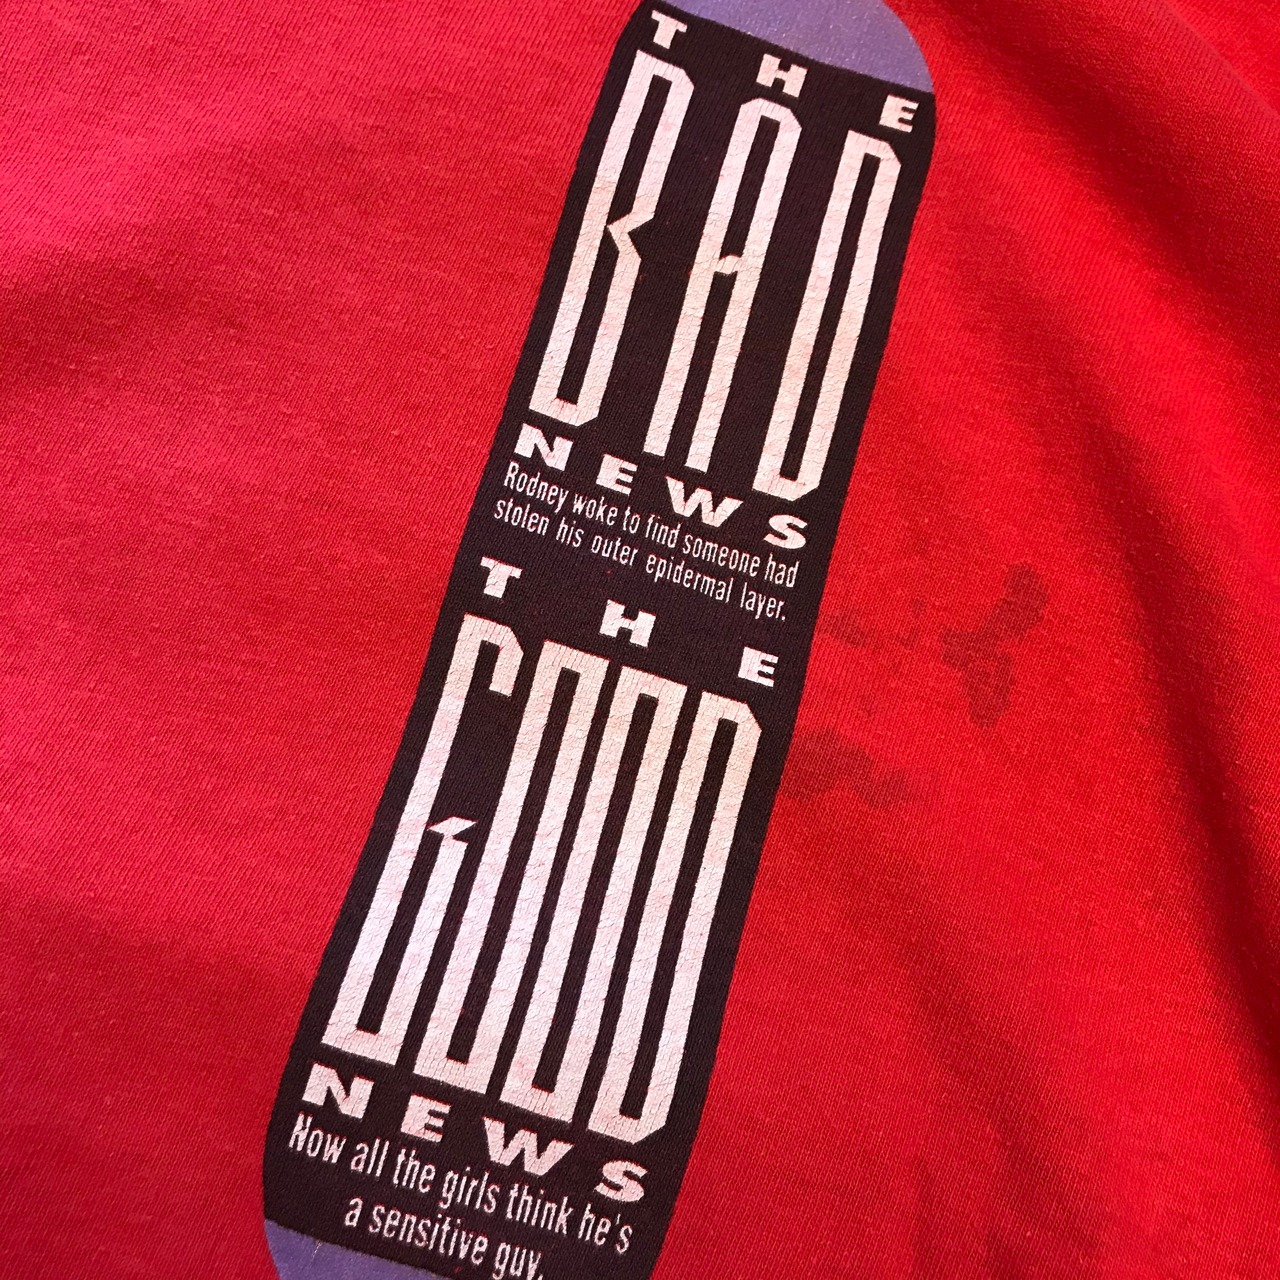 THE
BAD
NEWS
Rodney woke to find someone had
stolen his outer epidermal layer.
THE
GOOD
NEWS
Now all the girls think he's
a sensitive guy.